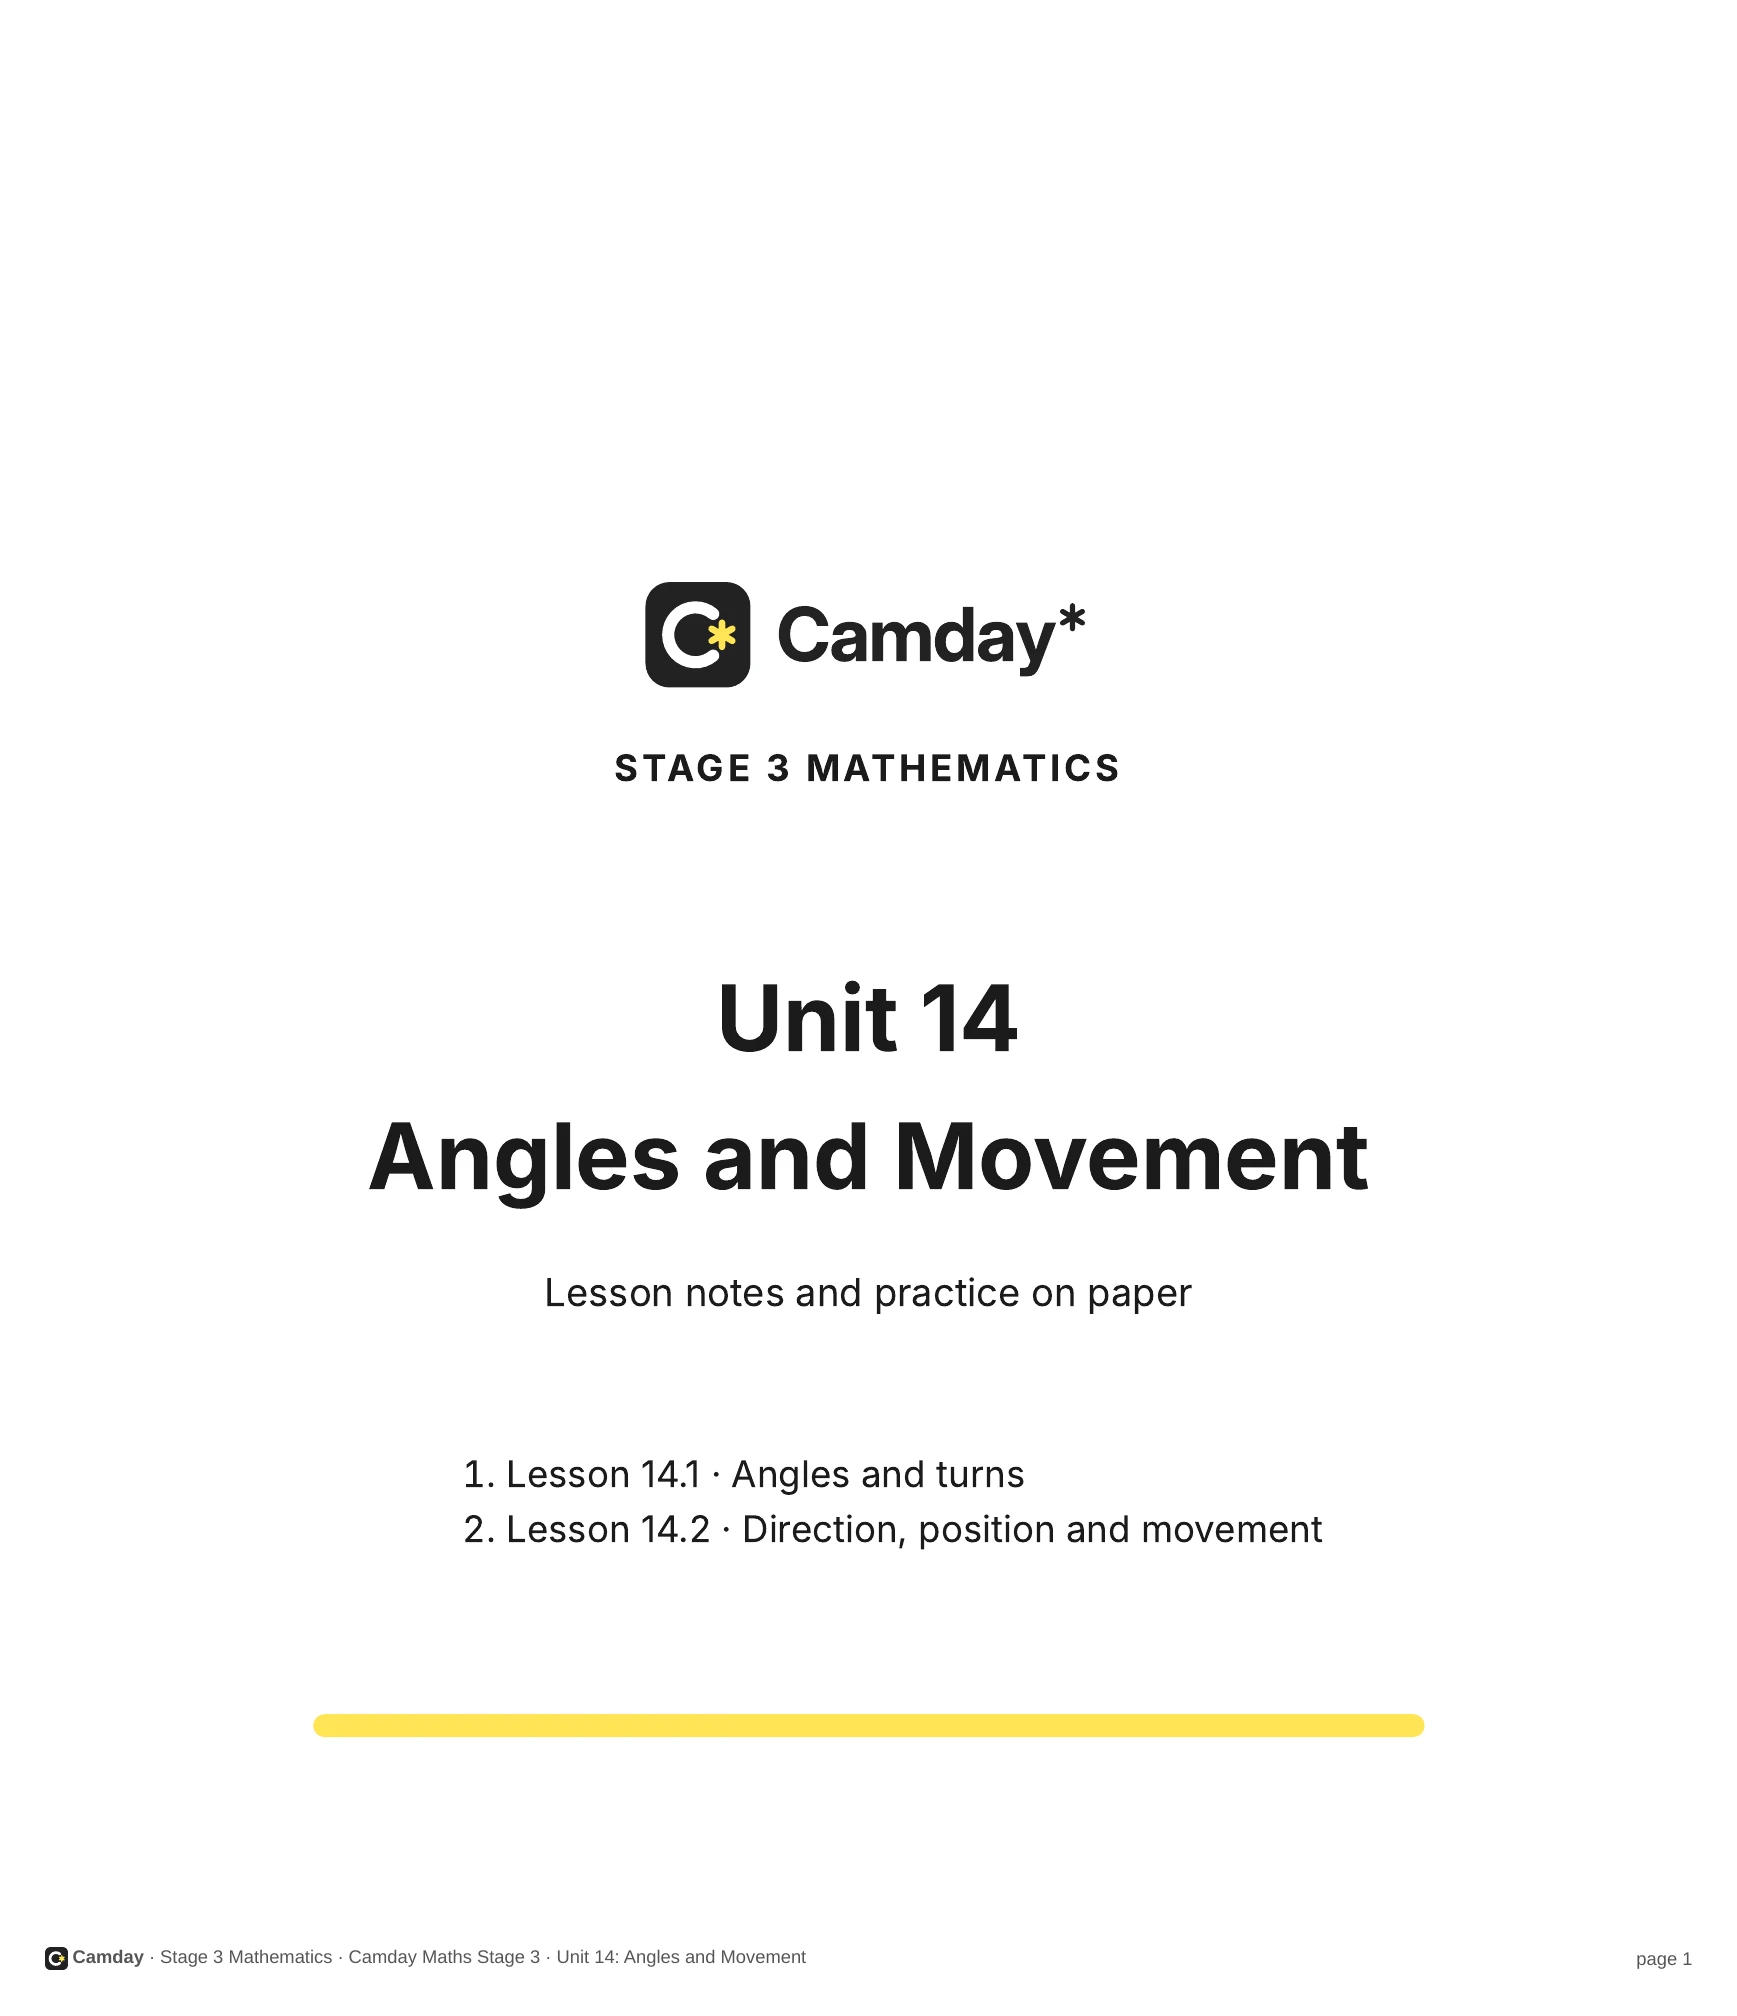 Camday*
STAGE 3 MATHEMATICS
Unit 14
Angles and Movement
Lesson notes and practice on paper
1. Lesson 14.1 · Angles and turns
2. Lesson 14.2 · Direction, position and movement
Camday · Stage 3 Mathematics · Camday Maths Stage 3 · Unit 14: Angles and Movement
page 1